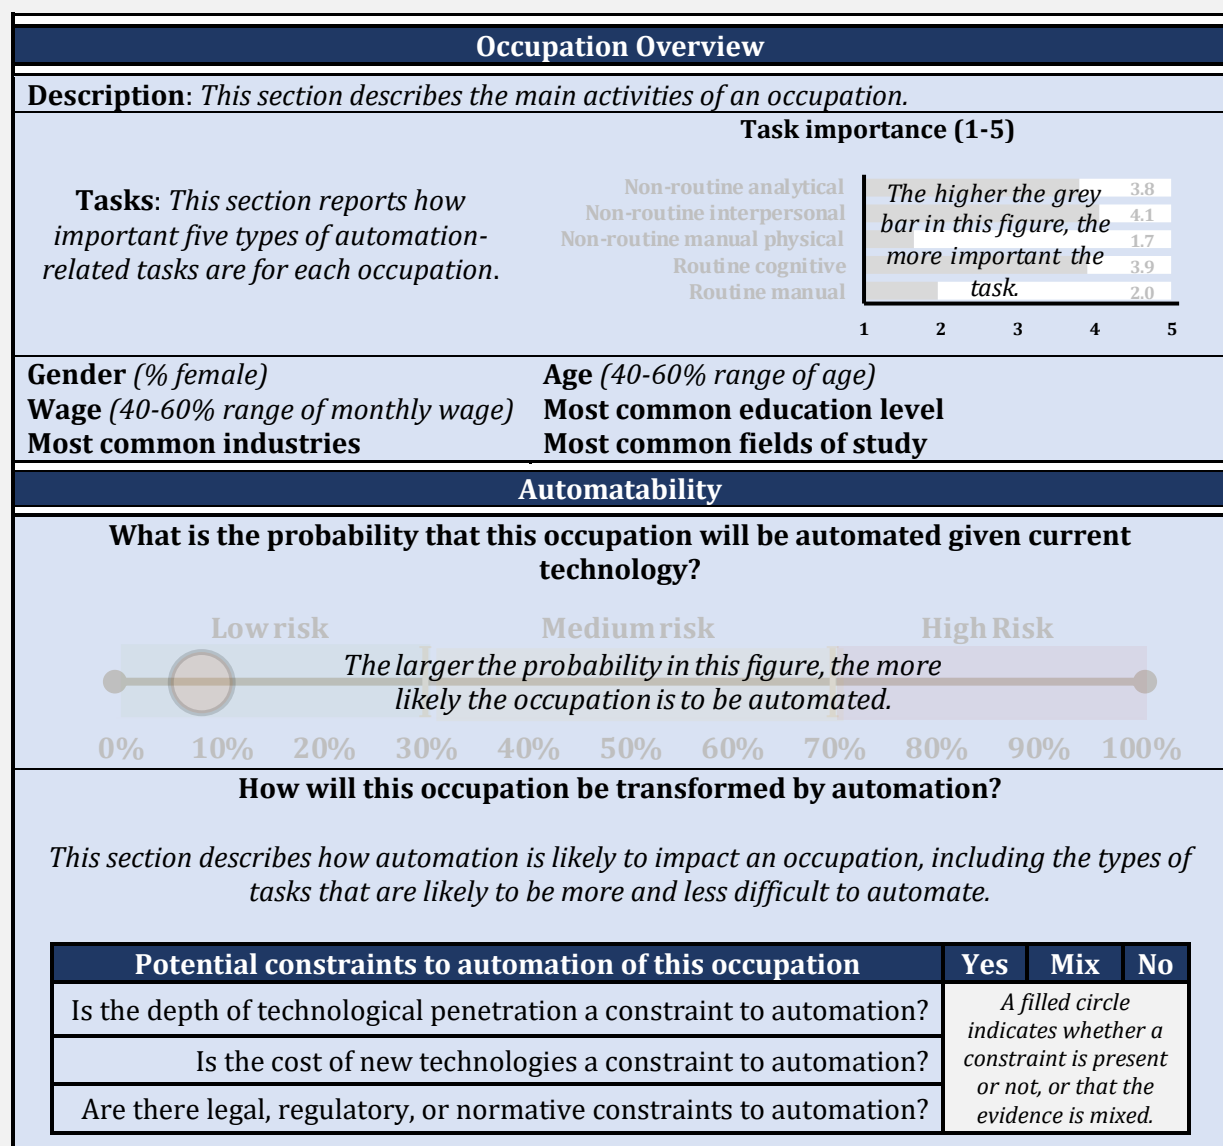 Occupation Overview
Description: This section describes the main activities of an occupation.
Task importance (1-5)
Tasks: This section reports how
important five types of automation-
related tasks are for each occupation.
Non-routine analytical
Non-routine interpersonal
Non-routine manual physical
Routine cognitive
Routine manual
The higher the grey
bar in this figure, the
more important the
task.
3.8
4.1
1.7
3.9
2.0
1 2 3 4 5
Gender (% female)
Age (40-60% range of age)
Wage (40-60% range of monthly wage)
Most common education level
Most common industries
Most common fields of study
Automatability
What is the probability that this occupation will be automated given current
technology?
Low risk Medium risk High Risk
The larger the probability in this figure, the more
likely the occupation is to be automated.
0% 10% 20% 30% 40% 50% 60% 70% 80% 90% 100%
How will this occupation be transformed by automation?
This section describes how automation is likely to impact an occupation, including the types of
tasks that are likely to be more and less difficult to automate.
Potential constraints to automation of this occupation Yes Mix No
Is the depth of technological penetration a constraint to automation?
Is the cost of new technologies a constraint to automation?
Are there legal, regulatory, or normative constraints to automation?
A filled circle
indicates whether a
constraint is present
or not, or that the
evidence is mixed.